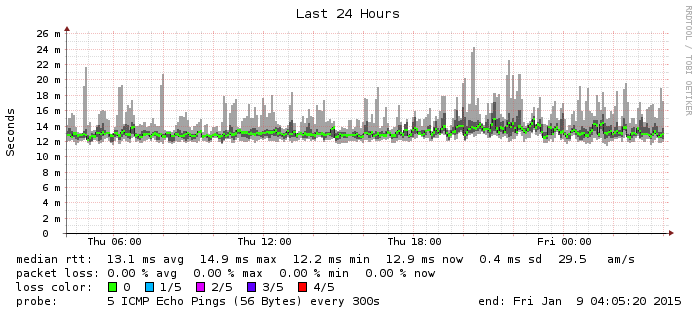 Last 24 Hours
RRDTOOL / TOBI OETIKER
Seconds
26 m
24 m
22 m
20 m
18 m
16 m
14 m
12 m
10 m
8 m
6 m
4 m
2 m
0
Thu 06:00 Thu 12:00 Thu 18:00 Fri 00:00
median rtt: 13.1 ms avg 14.9 ms max 12.2 ms min 12.9 ms now 0.4 ms sd 29.5 am/s
packet loss: 0.00 % avg 0.00 % max 0.00 % min 0.00 % now
loss color: 0 1/5 2/5 3/5 4/5
probe: 5 ICMP Echo Pings (56 Bytes) every 300s end: Fri Jan 9 04:05:20 2015